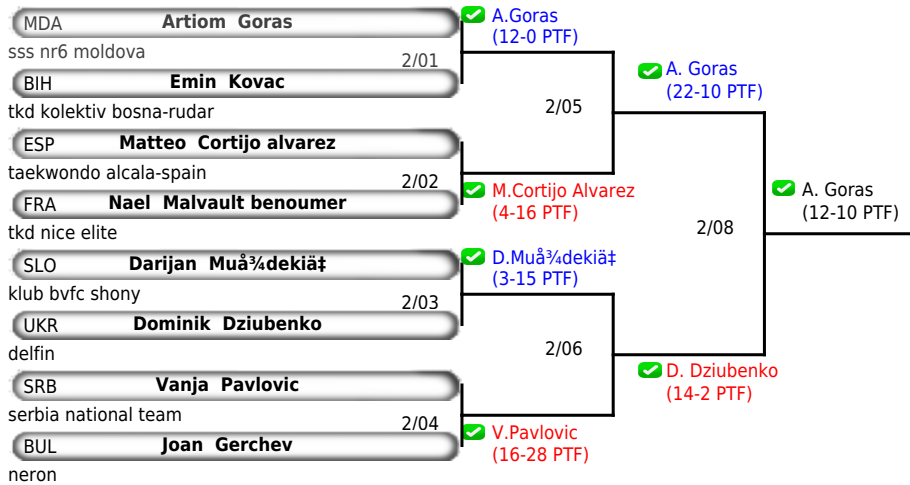 MDA Artiom Goras
sss nr6 moldova
2/01
BIH Emin Kovac
tkd kolektiv bosna-rudar
ESP Matteo Cortijo alvarez
taekwondo alcala-spain
2/02
FRA Nael Malvault benoumer
tkd nice elite
SLO Darijan Muå¾dekiä‡
klub bvfc shony
2/03
UKR Dominik Dziubenko
delfin
SRB Vanja Pavlovic
serbia national team
2/04
BUL Joan Gerchev
neron
A.Goras
(12-0 PTF)
2/05
M.Cortijo Alvarez
(4-16 PTF)
D.Muå¾dekiä‡
(3-15 PTF)
2/06
V.Pavlovic
(16-28 PTF)
A. Goras
(22-10 PTF)
2/08
D. Dziubenko
(14-2 PTF)
A. Goras
(12-10 PTF)